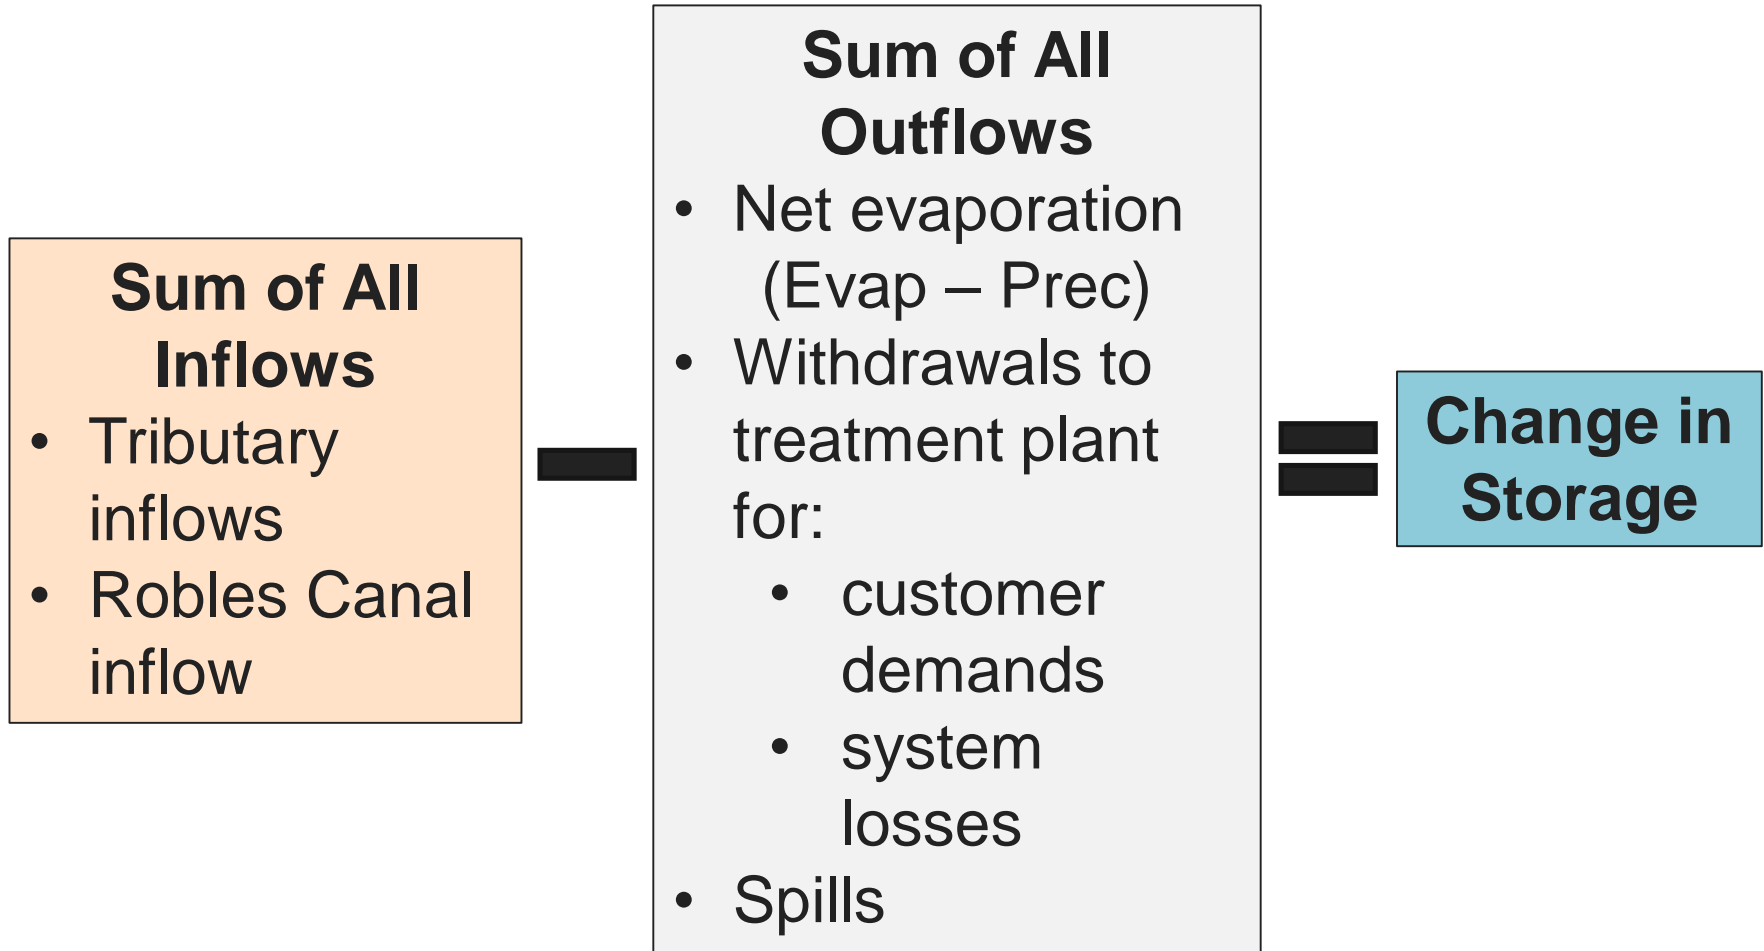 Sum of All
Inflows
• Tributary
inflows
• Robles Canal
inflow
Sum of All
Outflows
• Net evaporation
(Evap – Prec)
• Withdrawals to
treatment plant
for:
• customer
demands
• system
losses
• Spills
Change in
Storage